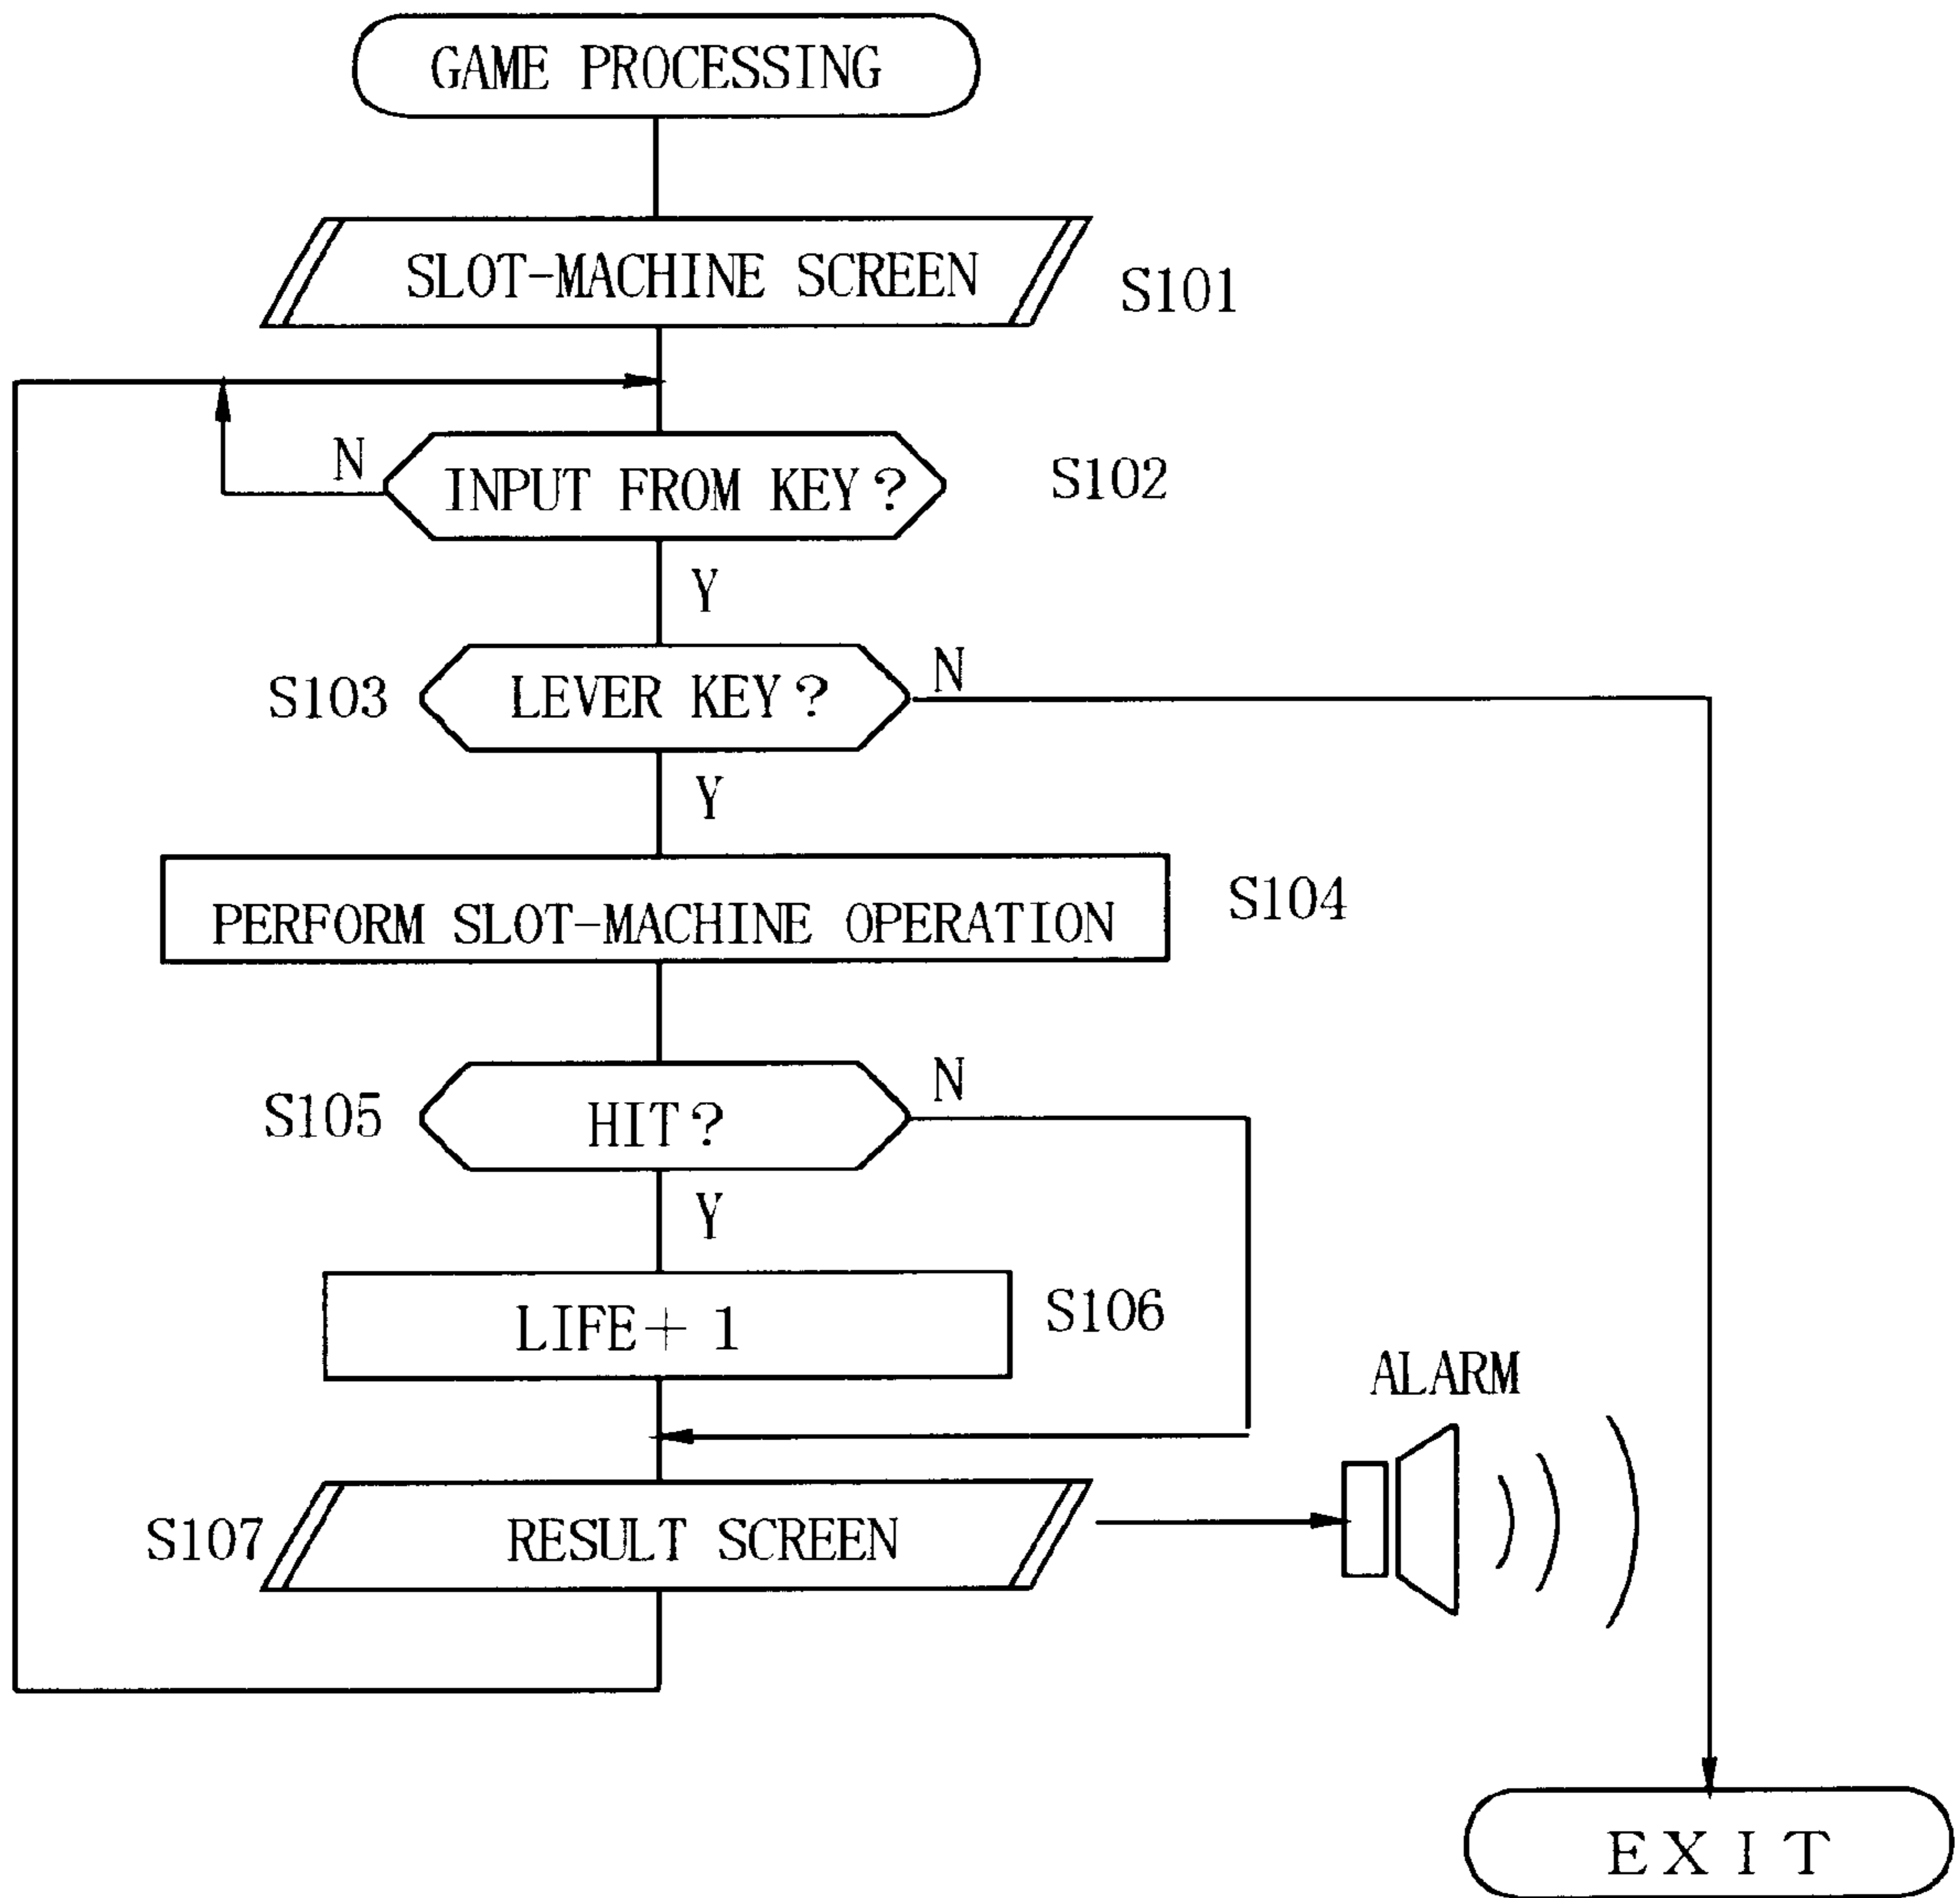 GAME PROCESSING
SLOT-MACHINE SCREEN
S101
N
INPUT FROM KEY?
S102
Y
S103
LEVER KEY?
N
Y
PERFORM SLOT-MACHINE OPERATION
S104
S105
HIT?
N
Y
LIFE+ 1
S106
ALARM
S107
RESULT SCREEN
EXIT